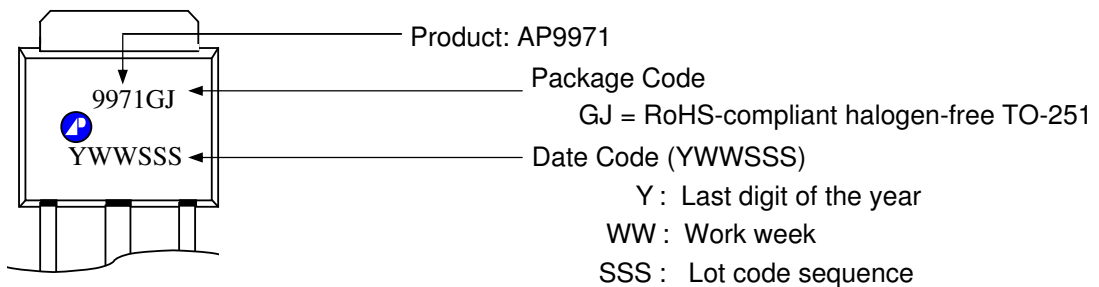 Product: AP9971
Package Code
9971GJ
GJ = RoHS-compliant halogen-free TO-251
AP
YWWSSS
Date Code (YWWSSS)
Y : Last digit of the year
WW : Work week
SSS : Lot code sequence